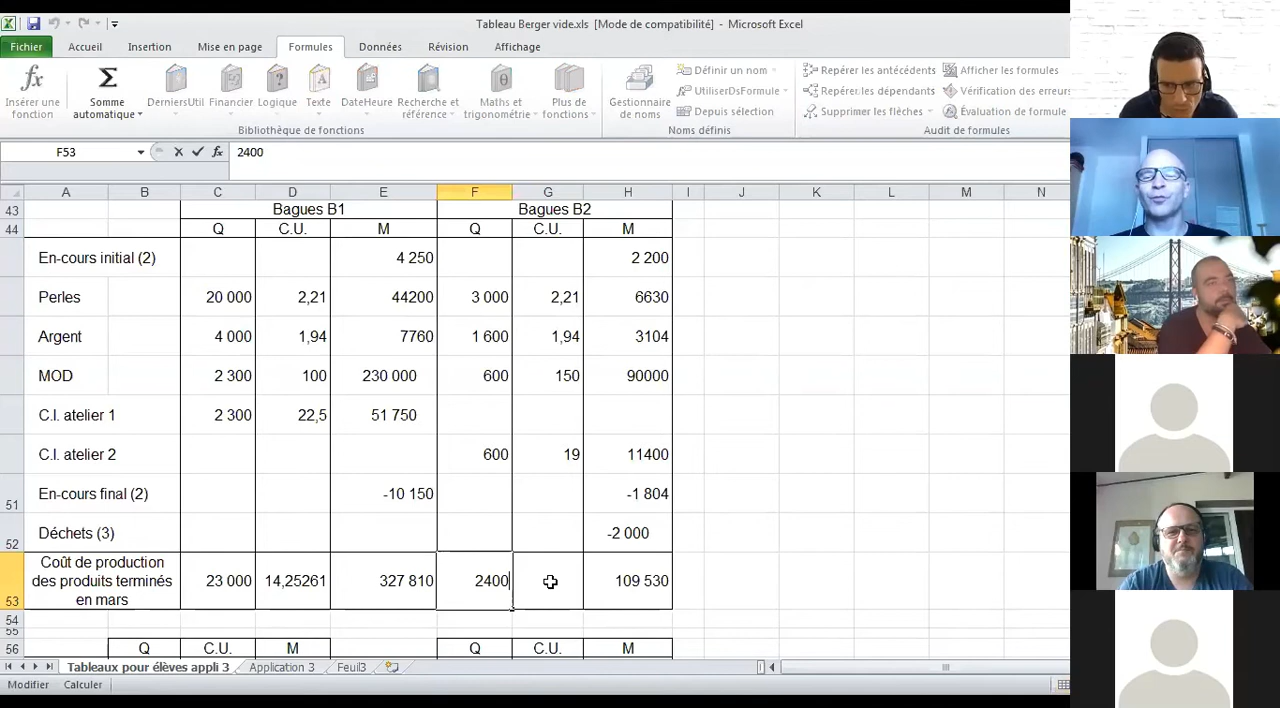 Tableau Berger vide.xls [Mode de compatibilité] - Microsoft Excel
Fichier Accueil Insertion Mise en page Formules Données Révision Affichage
Insérer une fonction
Somme automatique
DerniersUtil
Financier
Logique
Texte
DateHeure
Maths et trigonométrie
Plus de fonctions
Bibliothèque de fonctions
Gestionnaire de noms
Définir un nom
UtiliserDsFormule
Depuis sélection
Noms définis
Repérer les antécédents
Repérer les dépendants
Supprimer les flèches
Afficher les formules
Vérification des erreurs
Évaluation de formule
Audit de formules
F53 fx 2400
A B C D E F G H I J K L M N
43 Bagues B1 Bagues B2
44 Q C.U. M Q C.U. M
En-cours initial (2) 4 250 2 200
Perles 20 000 2,21 44200 3 000 2,21 6630
Argent 4 000 1,94 7760 1 600 1,94 3104
MOD 2 300 100 230 000 600 150 90000
C.I. atelier 1 2 300 22,5 51 750
C.I. atelier 2 600 19 11400
51 En-cours final (2) -10 150 -1 804
52 Déchets (3) -2 000
Coût de production
des produits terminés 23 000 14,25261 327 810 2400 109 530
53 en mars
54
55
56 Q C.U. M Q C.U. M
Tableaux pour élèves appli 3 Application 3 Feuil3
Modifier Calculer